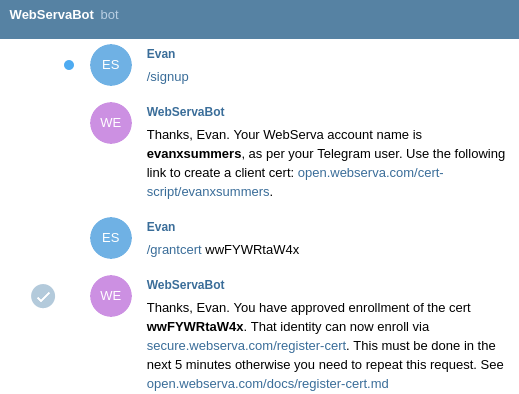 WebServaBot bot
ES
Evan
/signup
WE
WebServaBot
Thanks, Evan. Your WebServa account name is
evanxsummers, as per your Telegram user. Use the following
link to create a client cert: open.webserva.com/cert-
script/evanxsummers.
ES
Evan
/grantcert wwFYWRtaW4x
WE
WebServaBot
Thanks, Evan. You have approved enrollment of the cert
wwFYWRtaW4x. That identity can now enroll via
secure.webserva.com/register-cert. This must be done in the
next 5 minutes otherwise you need to repeat this request. See
open.webserva.com/docs/register-cert.md